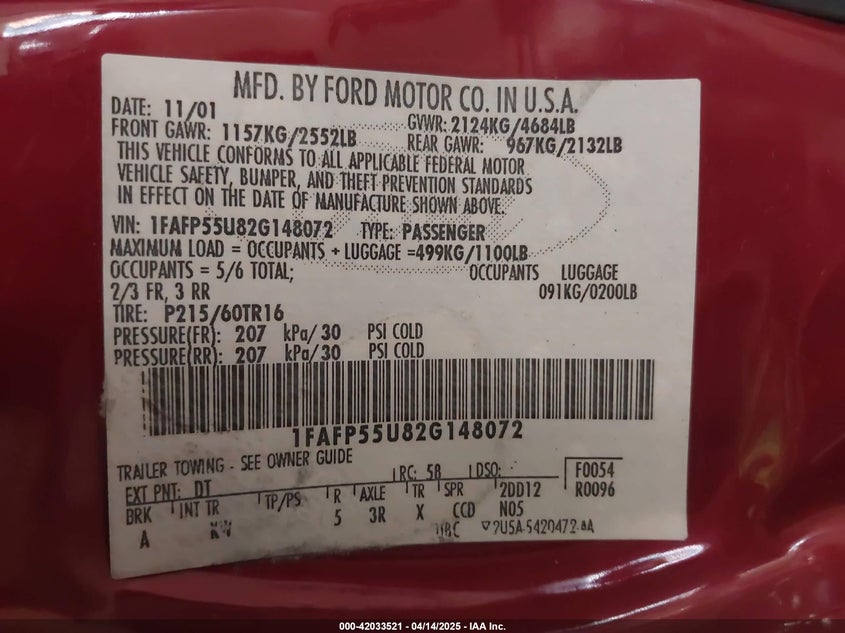 MFD. BY FORD MOTOR CO. IN U.S.A.
DATE: 11/01 GVWR: 2124KG/4684LB
FRONT GAWR: 1157KG/2552LB REAR GAWR: 967KG/2132LB
THIS VEHICLE CONFORMS TO ALL APPLICABLE FEDERAL MOTOR
VEHICLE SAFETY, BUMPER, AND THEFT PREVENTION STANDARDS
IN EFFECT ON THE DATE OF MANUFACTURE SHOWN ABOVE.
VIN: 1FAFP55U82G148072 TYPE: PASSENGER
MAXIMUM LOAD = OCCUPANTS + LUGGAGE =499KG/1100LB
OCCUPANTS = 5/6 TOTAL; OCCUPANTS LUGGAGE
2/3 FR, 3 RR 091KG/0200LB
TIRE: P215/60TR16
PRESSURE(FR): 207 kPa/30 PSI COLD
PRESSURE(RR): 207 kPa/30 PSI COLD
1FAFP55U82G148072
TRAILER TOWING - SEE OWNER GUIDE
EXT PNT: DT RC: 58 DSO: F0054
BRK INT TR TP/PS R AXLE TR SPR 2DD12 R0096
A 5 3R X CCD N05
UBC 2U5A-5420472-AA
000-42033521 | 04/14/2025 | IAA Inc.